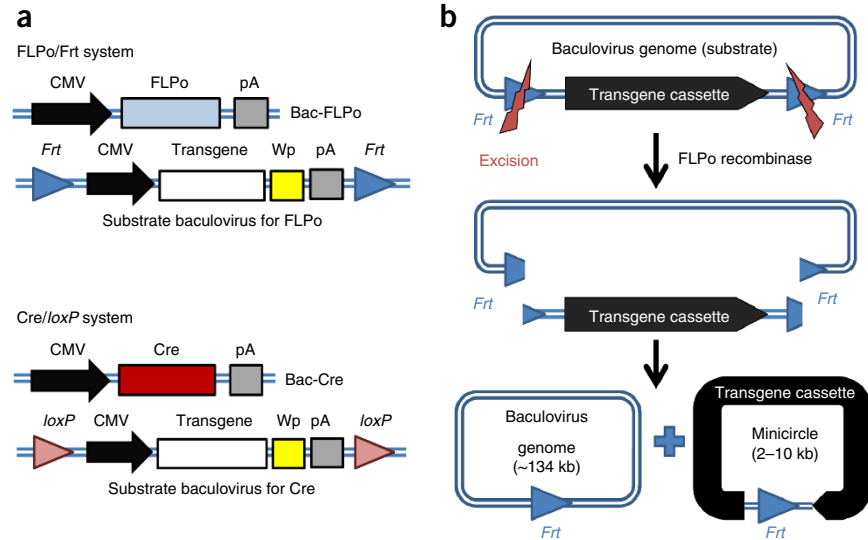 a
FLPo/Frt system
CMV FLPo pA
Bac-FLPo
Frt CMV Transgene Wp pA Frt
Substrate baculovirus for FLPo
Cre/loxP system
CMV Cre pA
Bac-Cre
loxP CMV Transgene Wp pA loxP
Substrate baculovirus for Cre
b
Baculovirus genome (substrate)
Transgene cassette
Frt Frt
Excision
FLPo recombinase
Frt Frt
Transgene cassette
Transgene cassette
Baculovirus
genome
(~134 kb)
Minicircle
(2–10 kb)
Frt Frt